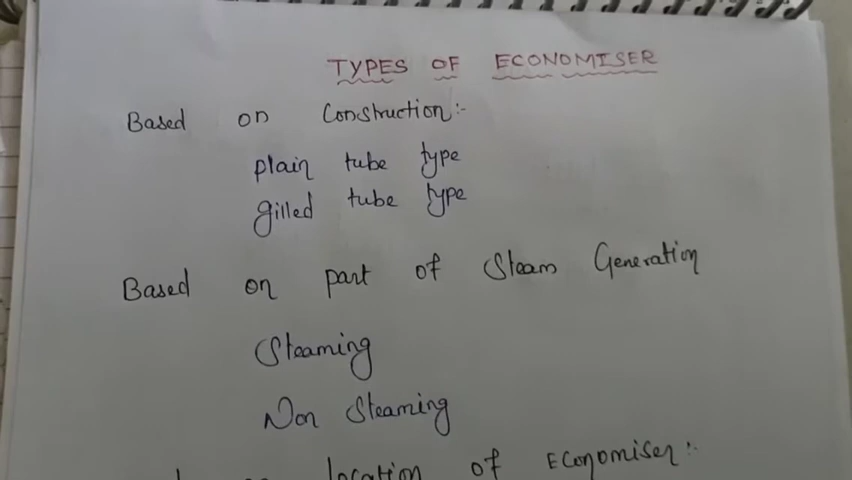 TYPES OF ECONOMISER
Based on Construction:-
plain tube type
gilled tube type
Based on part of Steam Generation
Steaming
Non Steaming
location of Economiser:-